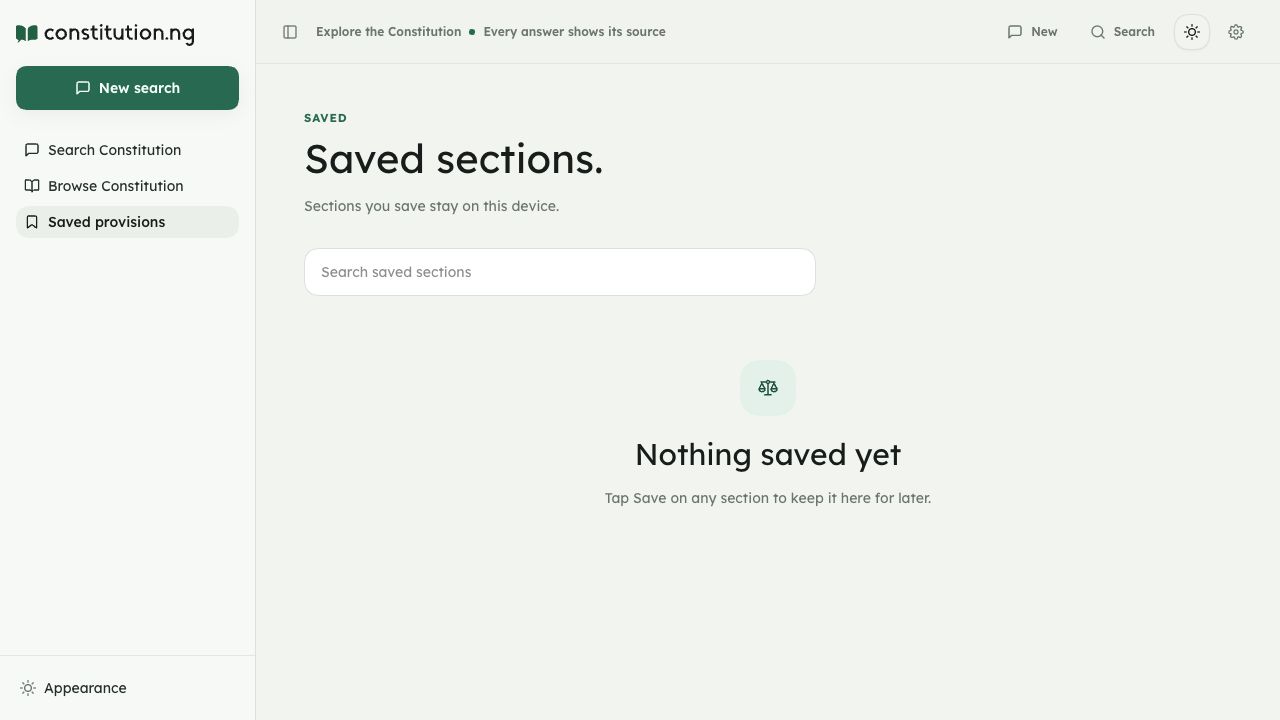 constitution.ng
New search
Search Constitution
Browse Constitution
Saved provisions
Appearance
Explore the Constitution • Every answer shows its source
New
Search
SAVED
Saved sections.
Sections you save stay on this device.
Search saved sections
Nothing saved yet
Tap Save on any section to keep it here for later.